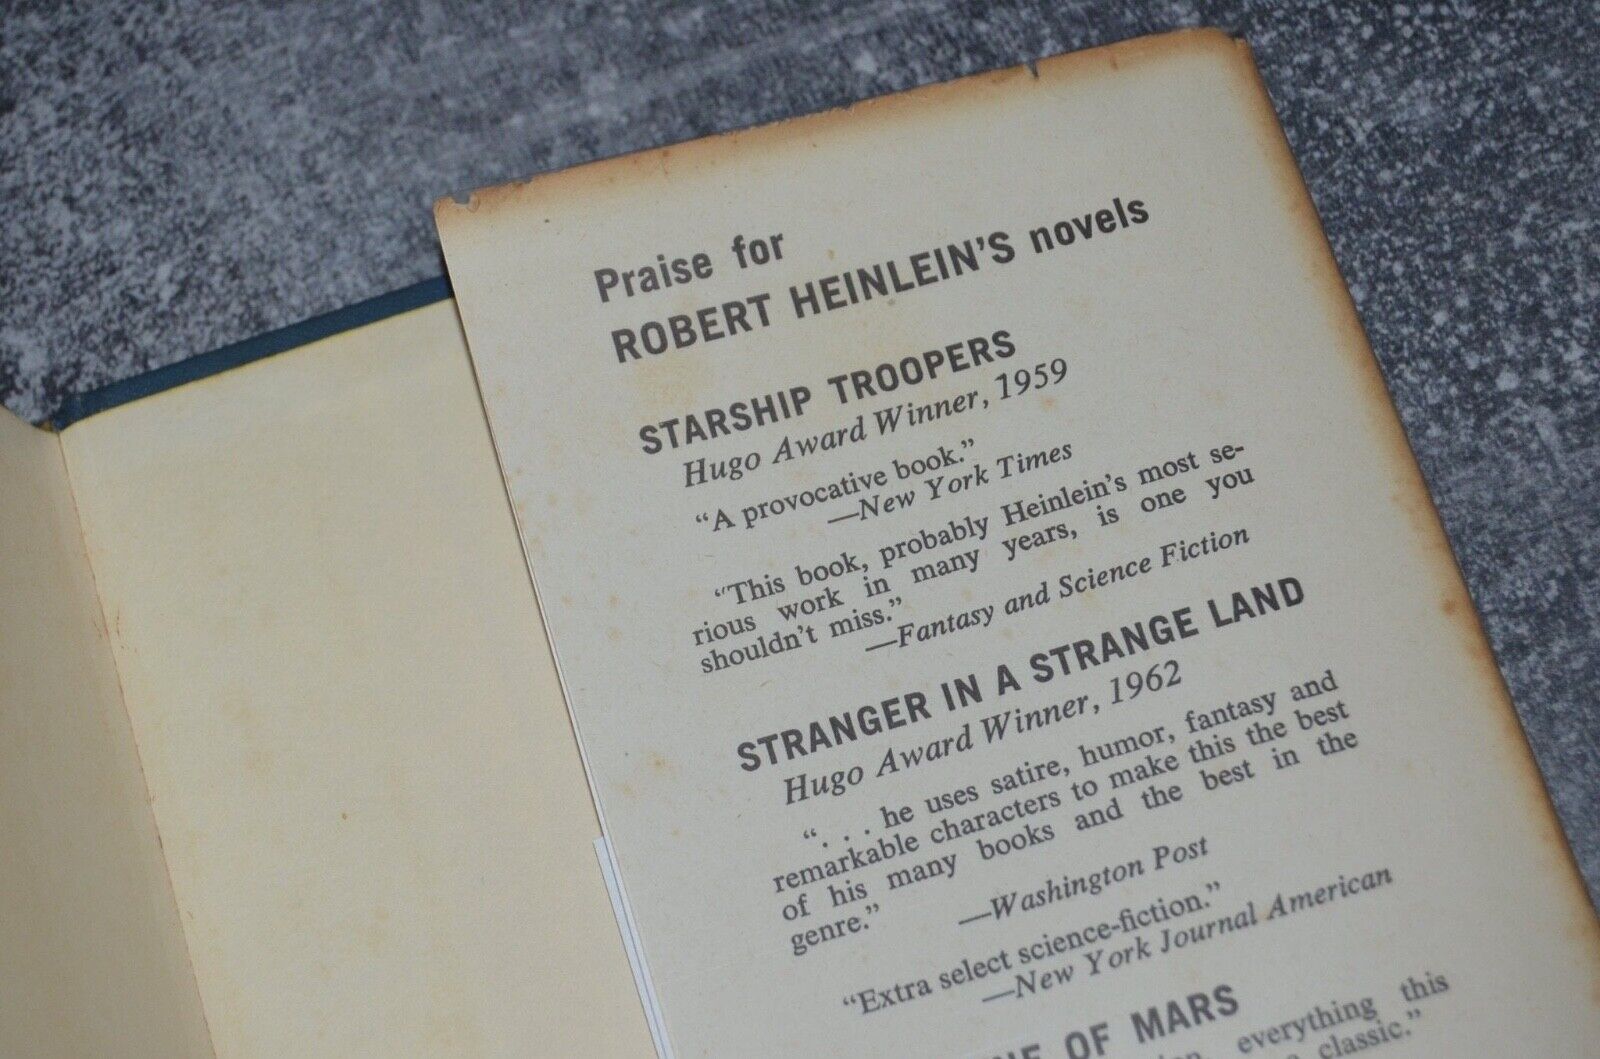 Praise for
ROBERT HEINLEIN'S novels
STARSHIP TROOPERS
Hugo Award Winner, 1959
“A provocative book.”
—New York Times
“This book, probably Heinlein's most se-
rious work in many years, is one you
shouldn't miss.”
—Fantasy and Science Fiction
STRANGER IN A STRANGE LAND
Hugo Award Winner, 1962
“. . . he uses satire, humor, fantasy and
remarkable characters to make this the best
of his many books and the best in the
genre.” —Washington Post
“Extra select science-fiction.”
—New York Journal American
OF MARS
everything this
classic.”